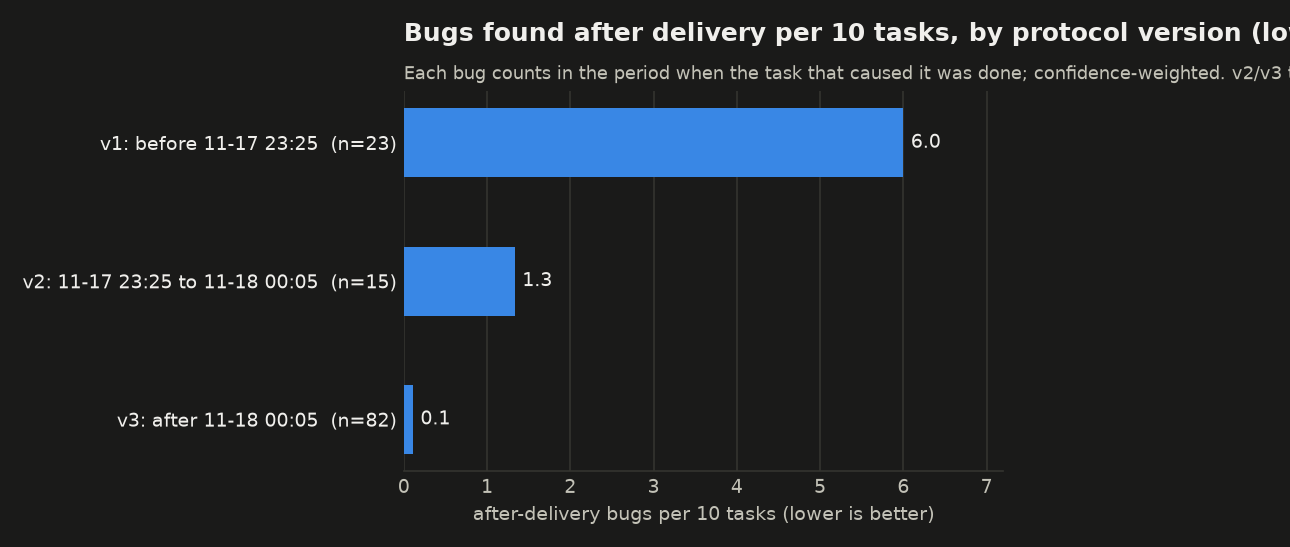 Bugs found after delivery per 10 tasks, by protocol version
Each bug counts in the period when the task that caused it was done; confidence-weighted. v2/v3
v1: before 11-17 23:25 (n=23)
6.0
v2: 11-17 23:25 to 11-18 00:05 (n=15)
1.3
v3: after 11-18 00:05 (n=82)
0.1
0 1 2 3 4 5 6 7
after-delivery bugs per 10 tasks (lower is better)